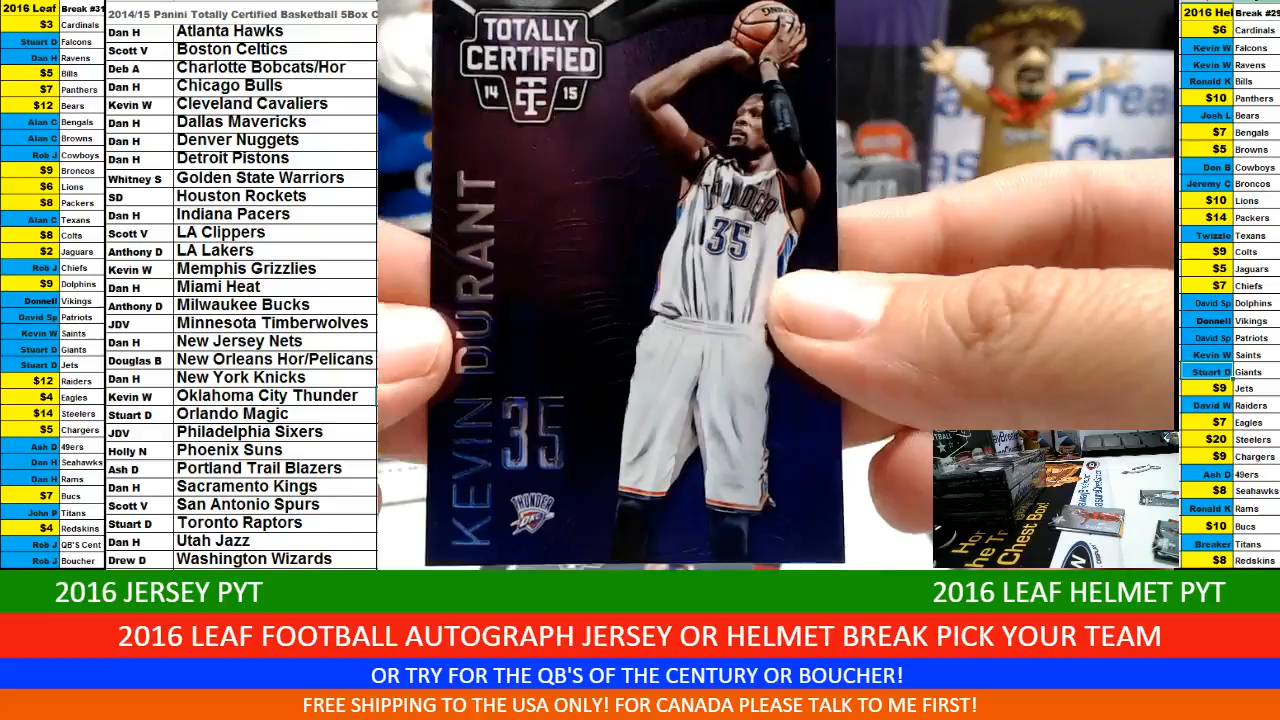 2016 Leaf Break #31
$3 Cardinals
Stuart D Falcons
Dan H Ravens
$5 Bills
$7 Panthers
$12 Bears
Alan C Bengals
Alan C Browns
Rob J Cowboys
$9 Broncos
$6 Lions
$8 Packers
Alan C Texans
$8 Colts
$2 Jaguars
Rob J Chiefs
$9 Dolphins
Donnell Vikings
David Sp Patriots
Kevin W Saints
Stuart D Giants
Stuart D Jets
$12 Raiders
$4 Eagles
$14 Steelers
$5 Chargers
Ash D 49ers
Dan H Seahawks
Dan H Rams
$7 Bucs
John P Titans
$4 Redskins
Rob J QB'S Cent
Rob J Boucher
2014/15 Panini Totally Certified Basketball 5Box C
Dan H Atlanta Hawks
Scott V Boston Celtics
Deb A Charlotte Bobcats/Hor
Dan H Chicago Bulls
Kevin W Cleveland Cavaliers
Dan H Dallas Mavericks
Dan H Denver Nuggets
Dan H Detroit Pistons
Whitney S Golden State Warriors
SD Houston Rockets
Dan H Indiana Pacers
Scott V LA Clippers
Anthony D LA Lakers
Kevin W Memphis Grizzlies
Dan H Miami Heat
Anthony D Milwaukee Bucks
JDV Minnesota Timberwolves
Dan H New Jersey Nets
Douglas B New Orleans Hor/Pelicans
Dan H New York Knicks
Kevin W Oklahoma City Thunder
Stuart D Orlando Magic
JDV Philadelphia Sixers
Holly N Phoenix Suns
Ash D Portland Trail Blazers
Dan H Sacramento Kings
Scott V San Antonio Spurs
Stuart D Toronto Raptors
Dan H Utah Jazz
Drew D Washington Wizards
TOTALLY
CERTIFIED
14 TC 15
KEVIN DURANT
35
THUNDER
THUNDER
35
2016 Hel Break #29
$6 Cardinals
Kevin W Falcons
Kevin W Ravens
Ronald K Bills
$10 Panthers
Josh L Bears
$7 Bengals
$5 Browns
Don B Cowboys
Jeremy C Broncos
$10 Lions
$14 Packers
Twizzle Texans
$9 Colts
$5 Jaguars
$7 Chiefs
David Sp Dolphins
Donnell Vikings
David Sp Patriots
Kevin W Saints
Stuart D Giants
$9 Jets
David W Raiders
$7 Eagles
$20 Steelers
$9 Chargers
Ash D 49ers
$8 Seahawks
Ronald K Rams
$10 Bucs
Breaker Titans
$8 Redskins
2016 JERSEY PYT
2016 LEAF HELMET PYT
2016 LEAF FOOTBALL AUTOGRAPH JERSEY OR HELMET BREAK PICK YOUR TEAM
OR TRY FOR THE QB'S OF THE CENTURY OR BOUCHER!
FREE SHIPPING TO THE USA ONLY! FOR CANADA PLEASE TALK TO ME FIRST!